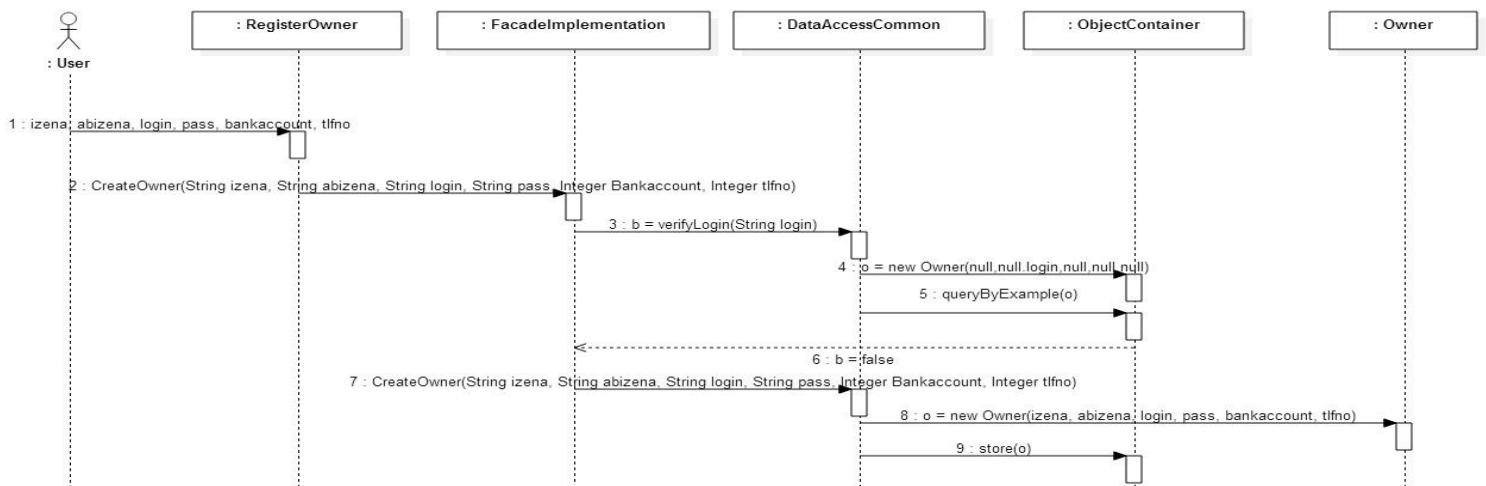 : RegisterOwner
: FacadeImplementation
: DataAccessCommon
: ObjectContainer
: Owner
: User
1 : izena, abizena, login, pass, bankaccount, tlfno
2 : CreateOwner(String izena, String abizena, String login, String pass, Integer Bankaccount, Integer tlfno)
3 : b = verifyLogin(String login)
4 : o = new Owner(null,null.login,null,null,null)
5 : queryByExample(o)
6 : b = false
7 : CreateOwner(String izena, String abizena, String login, String pass, Integer Bankaccount, Integer tlfno)
8 : o = new Owner(izena, abizena, login, pass, bankaccount, tlfno)
9 : store(o)